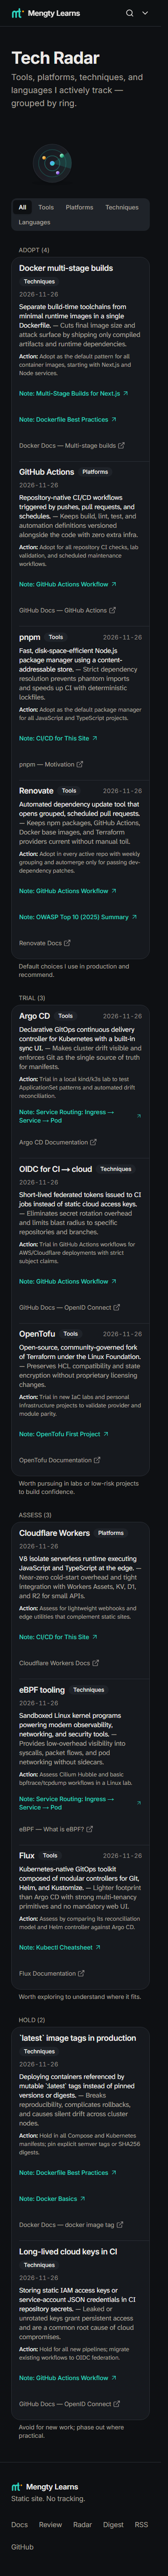 Mengty Learns
Tech Radar
Tools, platforms, techniques, and
languages I actively track —
grouped by ring.
All Tools Platforms Techniques
Languages
ADOPT (4)
Docker multi-stage builds
Techniques
2026-11-26
Separate build-time toolchains from
minimal runtime images in a single
Dockerfile. — Cuts final image size and
attack surface by shipping only compiled
artifacts and runtime dependencies.
Action: Adopt as the default pattern for all
container images, starting with Next.js and
Node services.
Note: Multi-Stage Builds for Next.js ↗
Note: Dockerfile Best Practices ↗
Docker Docs — Multi-stage builds
GitHub Actions Platforms
2026-11-26
Repository-native CI/CD workflows
triggered by pushes, pull requests, and
schedules. — Keeps build, lint, test, and
automation definitions versioned
alongside the code with zero extra infra.
Action: Adopt for all repository CI checks, lab
validation, and scheduled maintenance
workflows.
Note: GitHub Actions Workflow ↗
GitHub Docs — GitHub Actions
pnpm Tools 2026-11-26
Fast, disk-space-efficient Node.js
package manager using a content-
addressable store. — Strict dependency
resolution prevents phantom imports
and speeds up CI with deterministic
lockfiles.
Action: Adopt as the default package manager
for all JavaScript and TypeScript projects.
Note: CI/CD for This Site ↗
pnpm — Motivation
Renovate Tools 2026-11-26
Automated dependency update tool that
opens grouped, scheduled pull requests.
— Keeps npm packages, GitHub Actions,
Docker base images, and Terraform
providers current without manual toil.
Action: Adopt in every active repo with weekly
grouping and automerge only for passing dev-
dependency patches.
Note: GitHub Actions Workflow ↗
Note: OWASP Top 10 (2025) Summary ↗
Renovate Docs
Default choices I use in production and
recommend.
TRIAL (3)
Argo CD Tools 2026-11-26
Declarative GitOps continuous delivery
controller for Kubernetes with a built-in
sync UI. — Makes cluster drift visible and
enforces Git as the single source of truth
for manifests.
Action: Trial in a local kind/k3s lab to test
ApplicationSet patterns and automated drift
reconciliation.
Note: Service Routing: Ingress →
Service → Pod ↗
Argo CD Documentation
OIDC for CI → cloud Techniques
2026-11-26
Short-lived federated tokens issued to CI
jobs instead of static cloud access keys.
— Eliminates secret rotation overhead
and limits blast radius to specific
repositories and branches.
Action: Trial in GitHub Actions workflows for
AWS/Cloudflare deployments with strict
subject claims.
Note: GitHub Actions Workflow ↗
GitHub Docs — OpenID Connect
OpenTofu Tools 2026-11-26
Open-source, community-governed fork
of Terraform under the Linux Foundation.
— Preserves HCL compatibility and state
encryption without proprietary licensing
changes.
Action: Trial in new IaC labs and personal
infrastructure projects to validate provider and
module parity.
Note: OpenTofu First Project ↗
OpenTofu Documentation
Worth pursuing in labs or low-risk projects
to build confidence.
ASSESS (3)
Cloudflare Workers Platforms
2026-11-26
V8 isolate serverless runtime executing
JavaScript and TypeScript at the edge. —
Near-zero cold-start overhead and tight
integration with Workers Assets, KV, D1,
and R2 for small APIs.
Action: Assess for lightweight webhooks and
edge utilities that complement static sites.
Note: CI/CD for This Site ↗
Cloudflare Workers Docs
eBPF tooling Techniques
2026-11-26
Sandboxed Linux kernel programs
powering modern observability,
networking, and security tools. —
Provides low-overhead visibility into
syscalls, packet flows, and pod
networking without sidecars.
Action: Assess Cilium Hubble and basic
bpftrace/tcpdump workflows in a Linux lab.
Note: Service Routing: Ingress →
Service → Pod ↗
eBPF — What is eBPF?
Flux Tools 2026-11-26
Kubernetes-native GitOps toolkit
composed of modular controllers for Git,
Helm, and Kustomize. — Lighter footprint
than Argo CD with strong multi-tenancy
primitives and no mandatory web UI.
Action: Assess by comparing its reconciliation
model and Helm controller against Argo CD.
Note: Kubectl Cheatsheet ↗
Flux Documentation
Worth exploring to understand where it fits.
HOLD (2)
`latest` image tags in production
Techniques
2026-11-26
Deploying containers referenced by
mutable `latest` tags instead of pinned
versions or digests. — Breaks
reproducibility, complicates rollbacks,
and causes silent drift across cluster
nodes.
Action: Hold in all Compose and Kubernetes
manifests; pin explicit semver tags or SHA256
digests.
Note: Dockerfile Best Practices ↗
Note: Docker Basics ↗
Docker Docs — docker image tag
Long-lived cloud keys in CI
Techniques
2026-11-26
Storing static IAM access keys or
service-account JSON credentials in CI
repository secrets. — Leaked or
unrotated keys grant persistent access
and are a common root cause of cloud
compromises.
Action: Hold for all new pipelines; migrate
existing workflows to OIDC federation.
Note: GitHub Actions Workflow ↗
GitHub Docs — OpenID Connect
Avoid for new work; phase out where
practical.
Mengty Learns
Static site. No tracking.
Docs Review Radar Digest RSS
GitHub